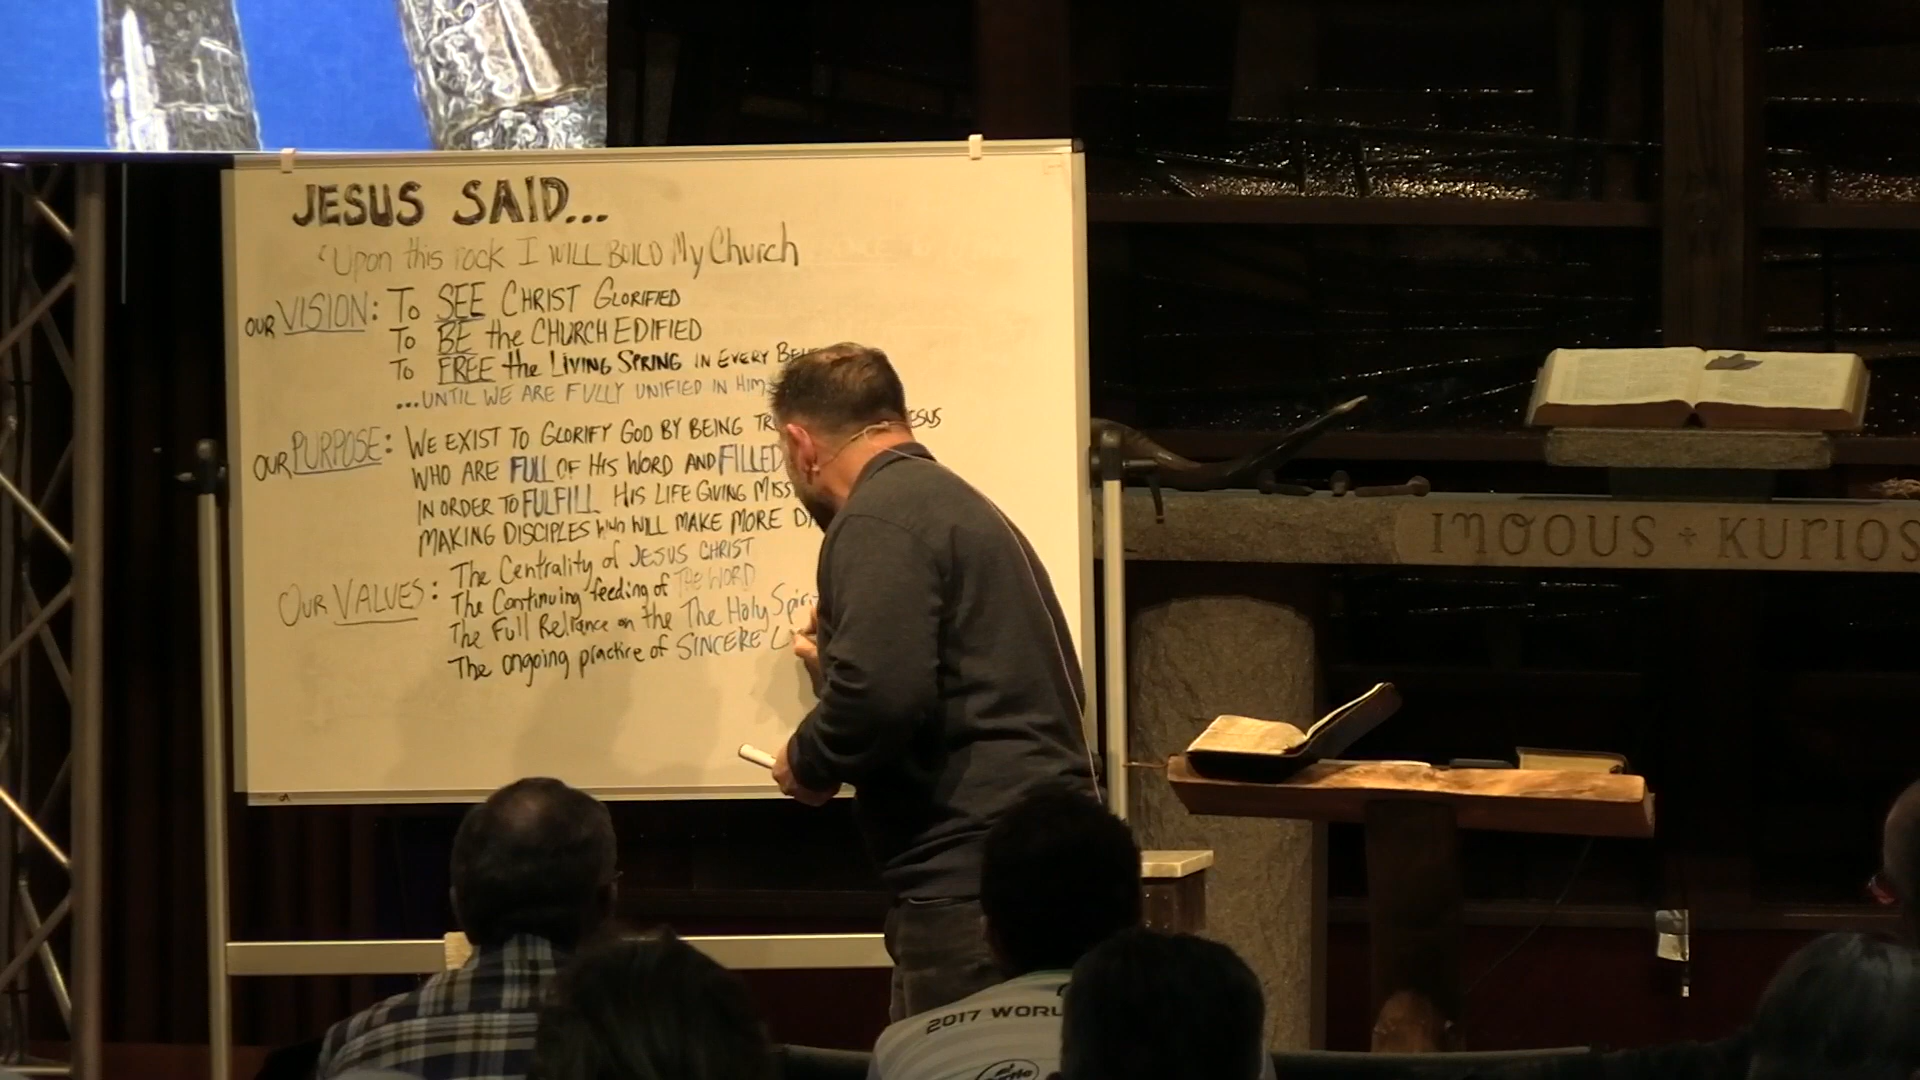 JESUS SAID...
"Upon this rock I WILL BUILD My Church
OUR VISION: To SEE CHRIST GLORIFIED
To BE the CHURCH EDIFIED
To FREE the LIVING SPRING IN EVERY
...UNTIL WE ARE FULLY UNIFIED IN HIM
OUR PURPOSE: WE EXIST TO GLORIFY GOD BY BEING
WHO ARE FULL OF HIS WORD AND FILLED
IN ORDER TO FULFILL HIS LIFE GIVING
MAKING DISCIPLES WHO WILL MAKE MORE
OUR VALUES: The Centrality of JESUS CHRIST
The Continuing feeding of THE WORD
The Full Reliance on the The Holy Spirit
The ongoing practice of SINCERE L
IHOOUS + KURIOS
2017 WORL